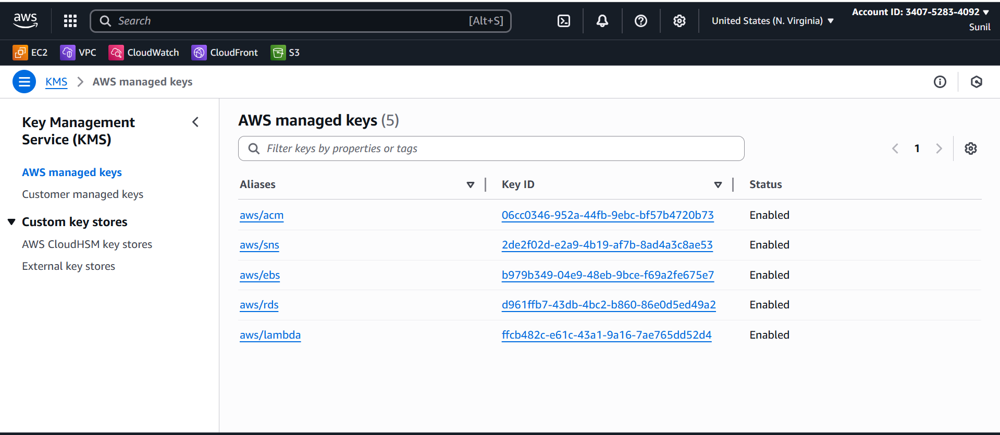 aws
Search [Alt+S]
United States (N. Virginia)
Account ID: 3407-5283-4092
Sunil
EC2 VPC CloudWatch CloudFront S3
KMS AWS managed keys
Key Management
Service (KMS)
AWS managed keys
Customer managed keys
Custom key stores
AWS CloudHSM key stores
External key stores
AWS managed keys (5)
Filter keys by properties or tags
1
Aliases Key ID Status
aws/acm 06cc0346-952a-44fb-9ebc-bf57b4720b73 Enabled
aws/sns 2de2f02d-e2a9-4b19-af7b-8ad4a3c8ae53 Enabled
aws/ebs b979b349-04e9-48eb-9bce-f69a2fe675e7 Enabled
aws/rds d961ffb7-43db-4bc2-b860-86e0d5ed49a2 Enabled
aws/lambda ffcb482c-e61c-43a1-9a16-7ae765dd52d4 Enabled